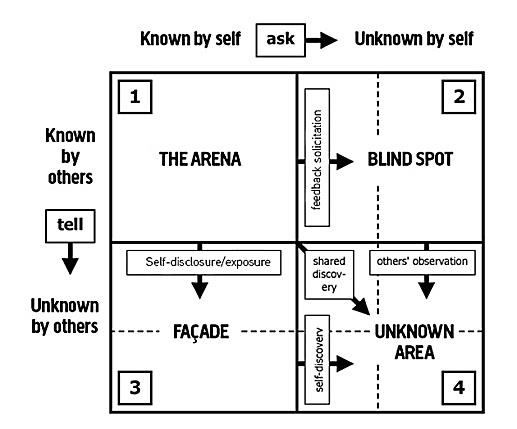 Known by self
ask
Unknown by self
1
2
Known
by
others
THE ARENA
feedback solicitation
BLIND SPOT
tell
Self-disclosure/exposure
shared
discov-
ery
others' observation
Unknown
by others
FAÇADE
self-discovery
UNKNOWN
AREA
3
4